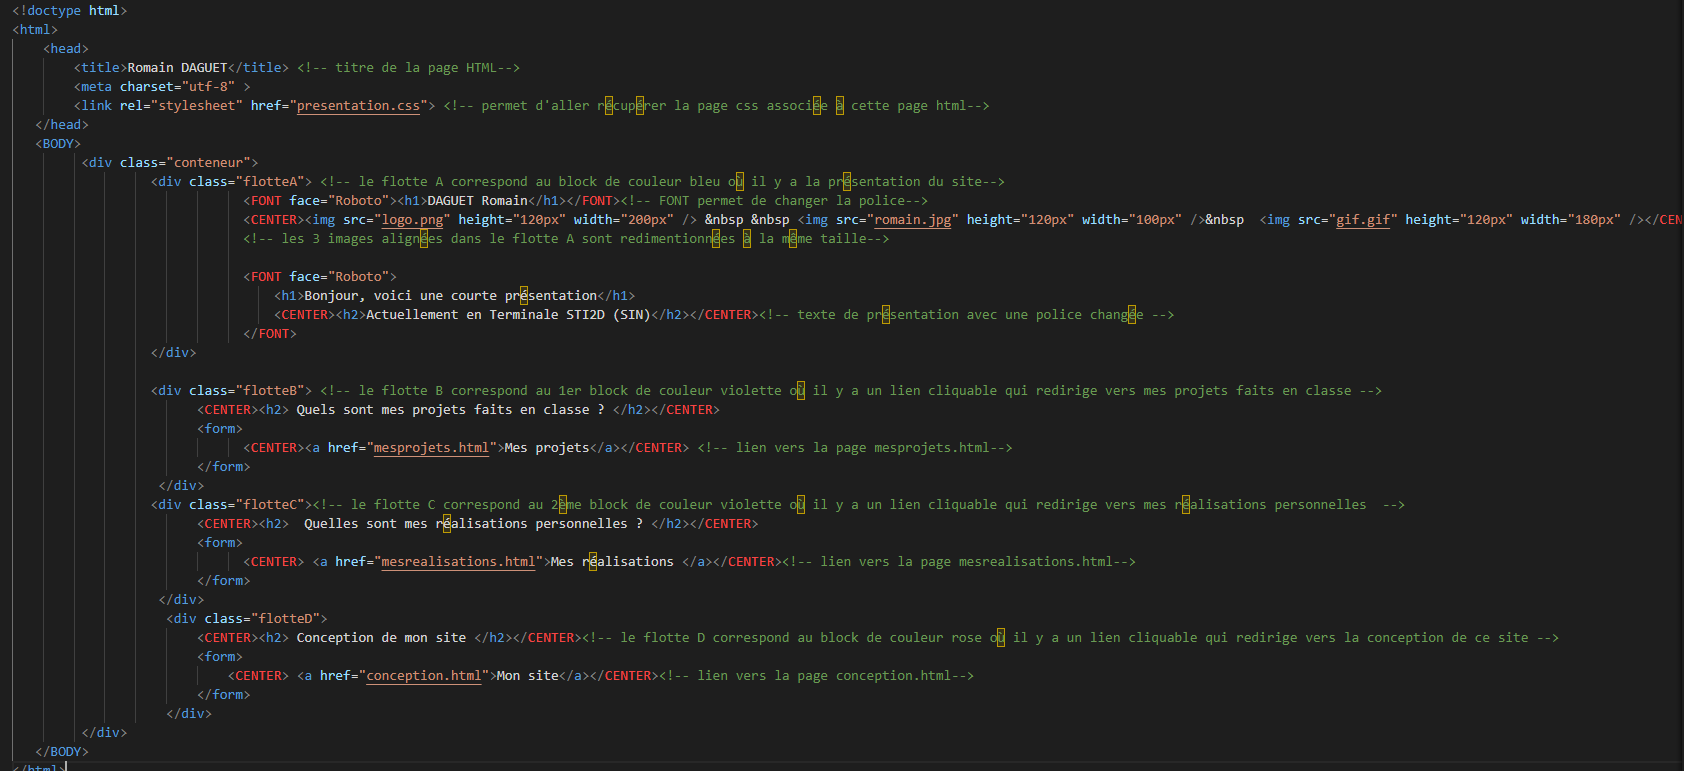 <!doctype html>
<html>
<head>
<title>Romain DAGUET</title> <!-- titre de la page HTML-->
<meta charset="utf-8" >
<link rel="stylesheet" href="presentation.css"> <!-- permet d'aller récupérer la page css associée à cette page html-->
</head>
<BODY>
<div class="conteneur">
<div class="flotteA"> <!-- le flotte A correspond au block de couleur bleu où il y a la présentation du site-->
<FONT face="Roboto"><h1>DAGUET Romain</h1></FONT><!-- FONT permet de changer la police-->
<CENTER><img src="logo.png" height="120px" width="200px" /> &nbsp &nbsp <img src="romain.jpg" height="120px" width="100px" />&nbsp  <img src="gif.gif" height="120px" width="180px" /></CEN
<!-- les 3 images alignées dans le flotte A sont redimentionnées à la même taille-->
<FONT face="Roboto">
<h1>Bonjour, voici une courte présentation</h1>
<CENTER><h2>Actuellement en Terminale STI2D (SIN)</h2></CENTER><!-- texte de présentation avec une police changée -->
</FONT>
</div>
<div class="flotteB"> <!-- le flotte B correspond au 1er block de couleur violette où il y a un lien cliquable qui redirige vers mes projets faits en classe -->
<CENTER><h2> Quels sont mes projets faits en classe ? </h2></CENTER>
<form>
<CENTER><a href="mesprojets.html">Mes projets</a></CENTER> <!-- lien vers la page mesprojets.html-->
</form>
</div>
<div class="flotteC"><!-- le flotte C correspond au 2ème block de couleur violette où il y a un lien cliquable qui redirige vers mes réalisations personnelles  -->
<CENTER><h2>  Quelles sont mes réalisations personnelles ? </h2></CENTER>
<form>
<CENTER> <a href="mesrealisations.html">Mes réalisations </a></CENTER><!-- lien vers la page mesrealisations.html-->
</form>
</div>
<div class="flotteD">
<CENTER><h2> Conception de mon site </h2></CENTER><!-- le flotte D correspond au block de couleur rose où il y a un lien cliquable qui redirige vers la conception de ce site -->
<form>
<CENTER> <a href="conception.html">Mon site</a></CENTER><!-- lien vers la page conception.html-->
</form>
</div>
</div>
</BODY>
</html>